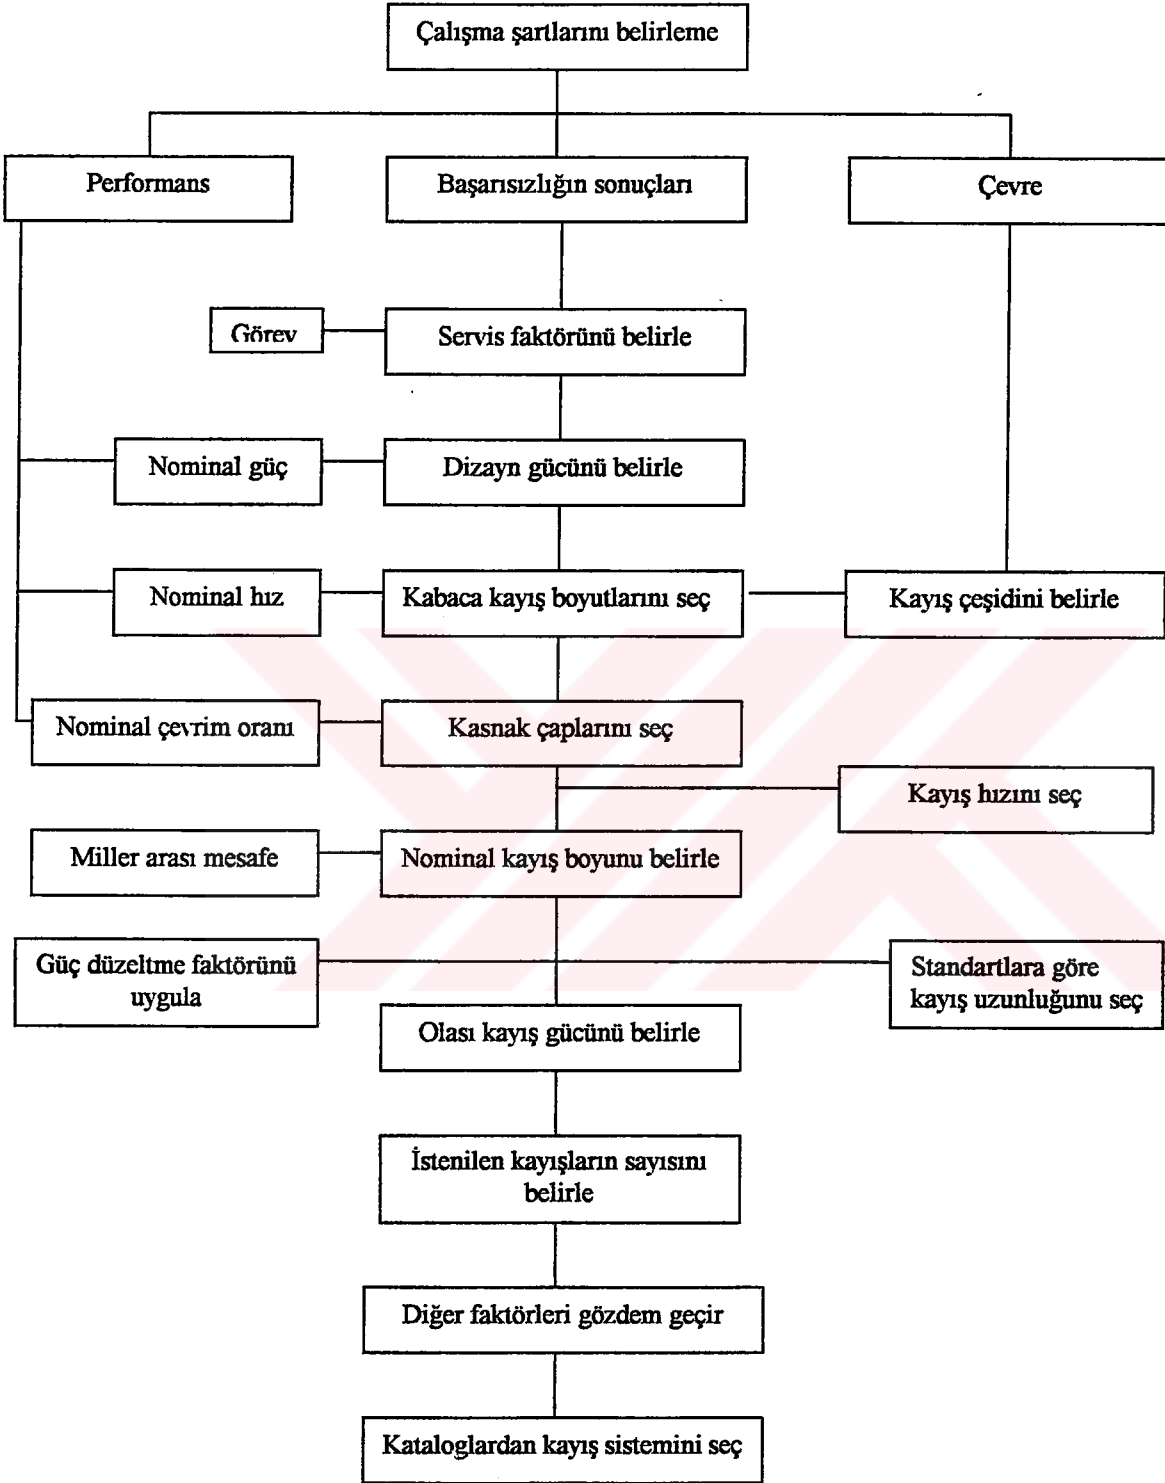 Çalışma şartlarını belirleme
Performans
Başarısızlığın sonuçları
Çevre
Görev
Servis faktörünü belirle
Nominal güç
Dizayn gücünü belirle
Nominal hız
Kabaca kayış boyutlarını seç
Kayış çeşidini belirle
Nominal çevrim oranı
Kasnak çaplarını seç
Kayış hızını seç
Miller arası mesafe
Nominal kayış boyunu belirle
Güç düzeltme faktörünü
uygula
Standartlara göre
kayış uzunluğunu seç
Olası kayış gücünü belirle
İstenilen kayışların sayısını
belirle
Diğer faktörleri gözdem geçir
Kataloglardan kayış sistemini seç